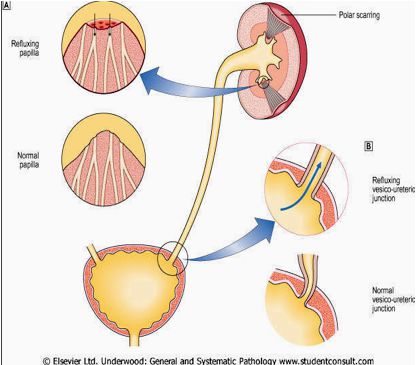 A
Polar scarring
Refluxing
papilla
Normal
papilla
B
Refluxing
vesico-ureteric
junction
Normal
vesico-ureteric
junction
© Elsevier Ltd. Underwood: General and Systematic Pathology www.studentconsult.com